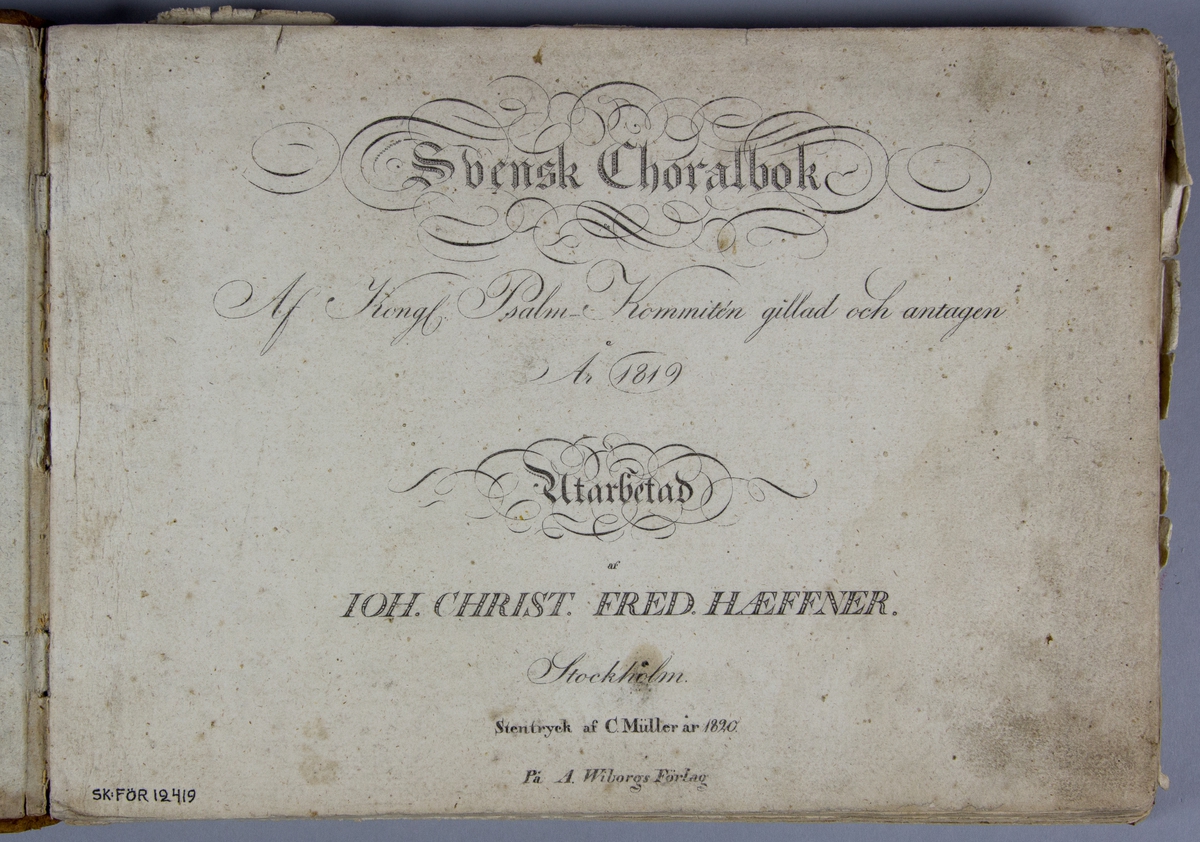 Svensk Choralbok
Af Kongl. Psalm-Kommitén gillad och antagen
År 1819
Utarbetad
af
IOH. CHRIST. FRED. HÆFFNER.
Stockholm.
Stentryck af C. Müller år 1820.
På A. Wiborgs Förlag
SK:FÖR 12419